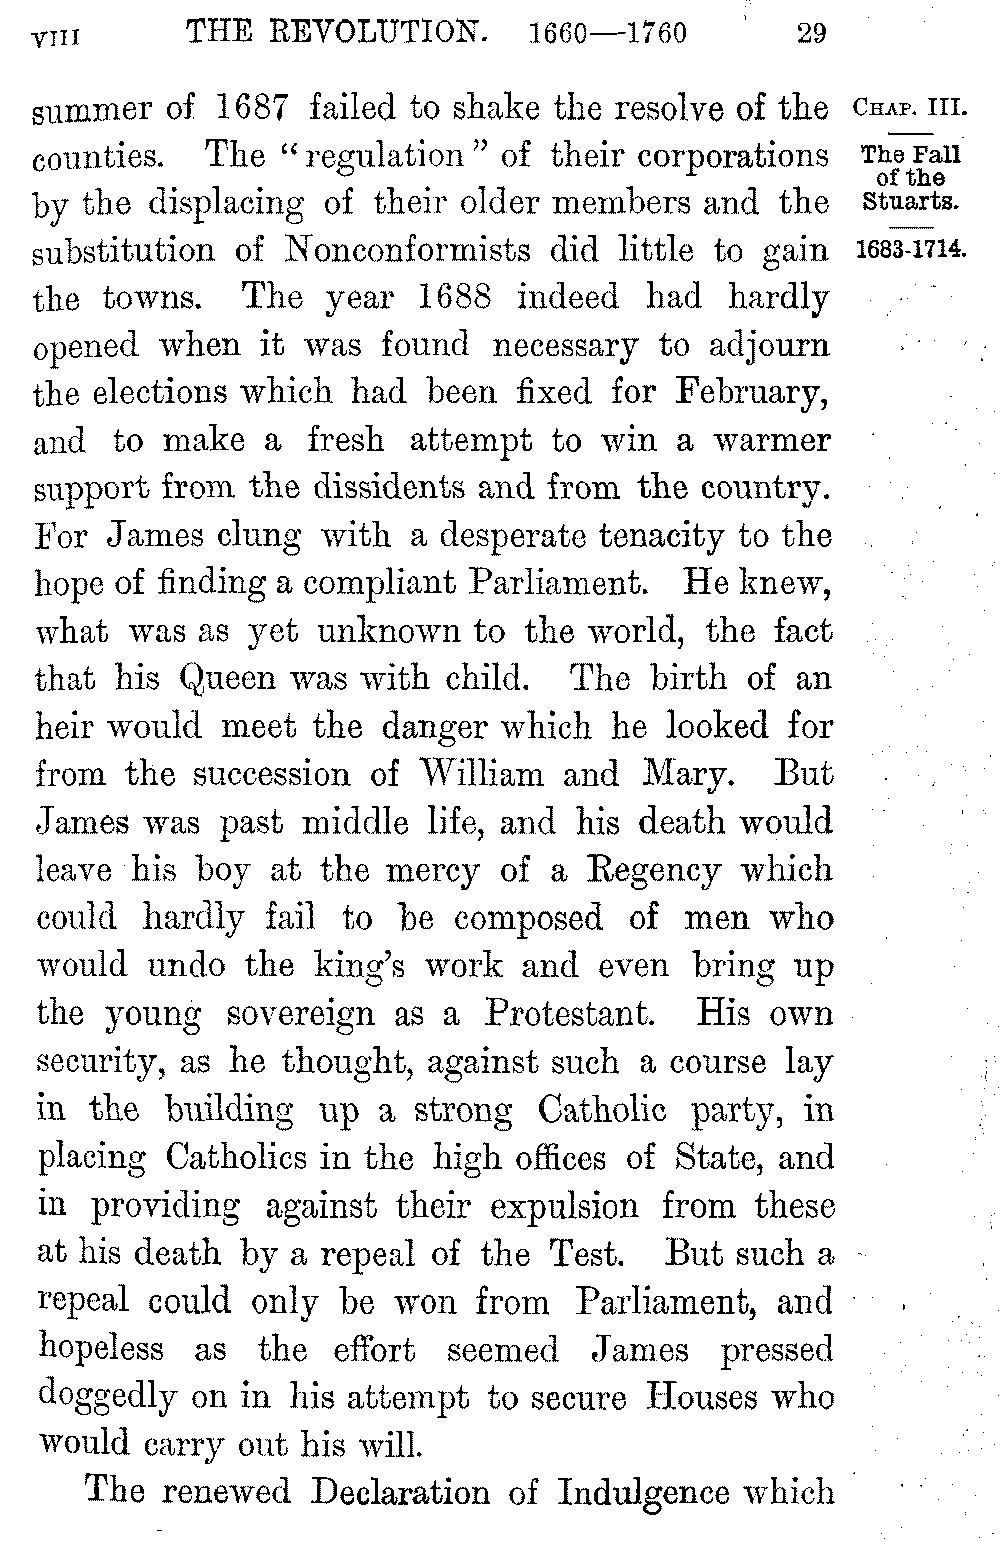 VIII THE REVOLUTION. 1660—1760 29
summer of 1687 failed to shake the resolve of the
counties. The “regulation” of their corporations
by the displacing of their older members and the
substitution of Nonconformists did little to gain
the towns. The year 1688 indeed had hardly
opened when it was found necessary to adjourn
the elections which had been fixed for February,
and to make a fresh attempt to win a warmer
support from the dissidents and from the country.
For James clung with a desperate tenacity to the
hope of finding a compliant Parliament. He knew,
what was as yet unknown to the world, the fact
that his Queen was with child. The birth of an
heir would meet the danger which he looked for
from the succession of William and Mary. But
James was past middle life, and his death would
leave his boy at the mercy of a Regency which
could hardly fail to be composed of men who
would undo the king’s work and even bring up
the young sovereign as a Protestant. His own
security, as he thought, against such a course lay
in the building up a strong Catholic party, in
placing Catholics in the high offices of State, and
in providing against their expulsion from these
at his death by a repeal of the Test. But such a
repeal could only be won from Parliament, and
hopeless as the effort seemed James pressed
doggedly on in his attempt to secure Houses who
would carry out his will.
The renewed Declaration of Indulgence which
CHAP. III.
The Fall
of the
Stuarts.
1683-1714.